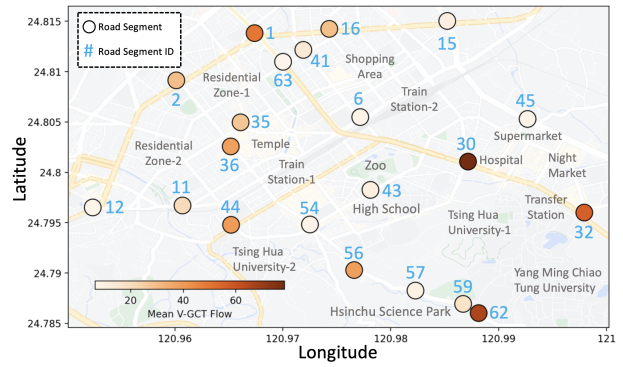 24.815
24.81
24.805
24.8
24.795
24.79
24.785
Latitude
Road Segment
# Road Segment ID
1
16
15
41
63
Shopping
Area
Residential
Zone-1
2
Train
Station-2
6
45
35
Temple
Supermarket
Residential
Zone-2
36
30
Hospital
Night
Market
Train
Station-1
Zoo
11
43
44
54
High School
12
Transfer
Station
32
Tsing Hua
University-1
Tsing Hua
University-2
56
57
Yang Ming Chiao
Tung University
59
62
Hsinchu Science Park
20
40
60
Mean V-GCT Flow
120.96
120.97
120.98
120.99
121
Longitude